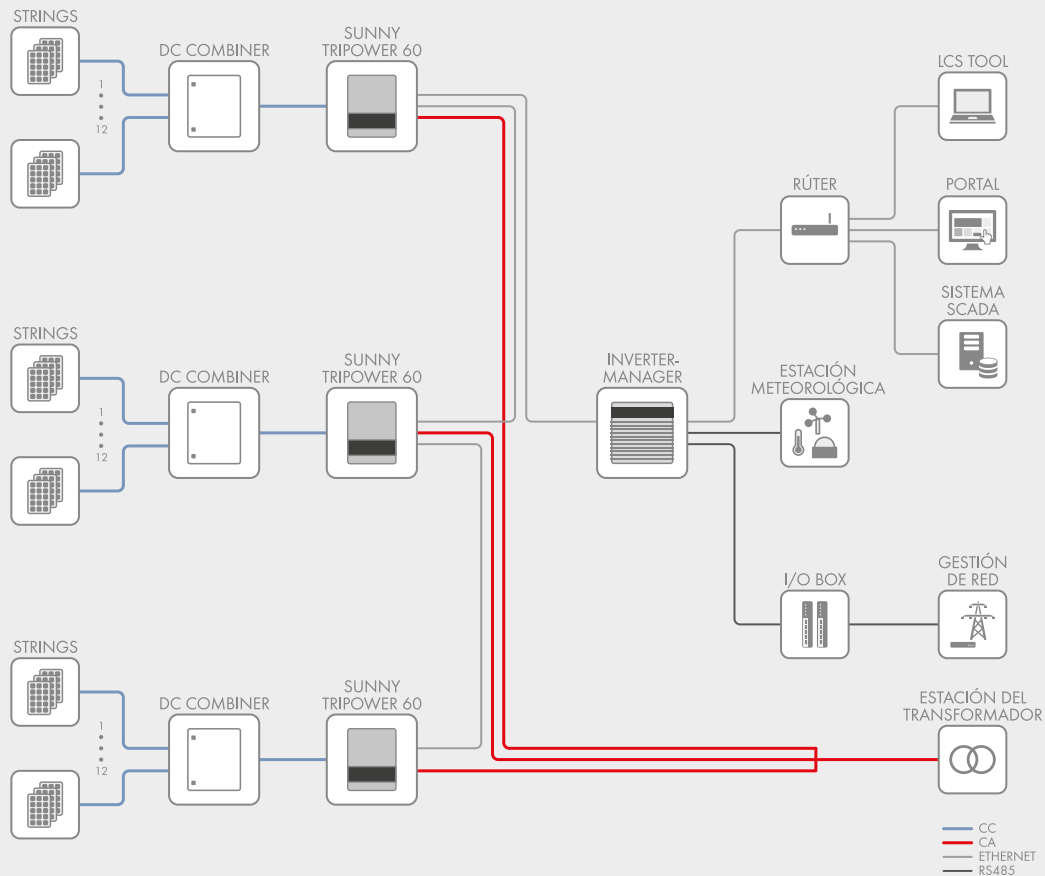 STRINGS
DC COMBINER
SUNNY
TRIPOWER 60
1
12
LCS TOOL
RÚTER
PORTAL
SISTEMA
SCADA
STRINGS
DC COMBINER
SUNNY
TRIPOWER 60
1
12
INVERTER-
MANAGER
ESTACIÓN
METEOROLÓGICA
I/O BOX
GESTIÓN
DE RED
STRINGS
DC COMBINER
SUNNY
TRIPOWER 60
1
12
ESTACIÓN DEL
TRANSFORMADOR
CC
CA
ETHERNET
RS485